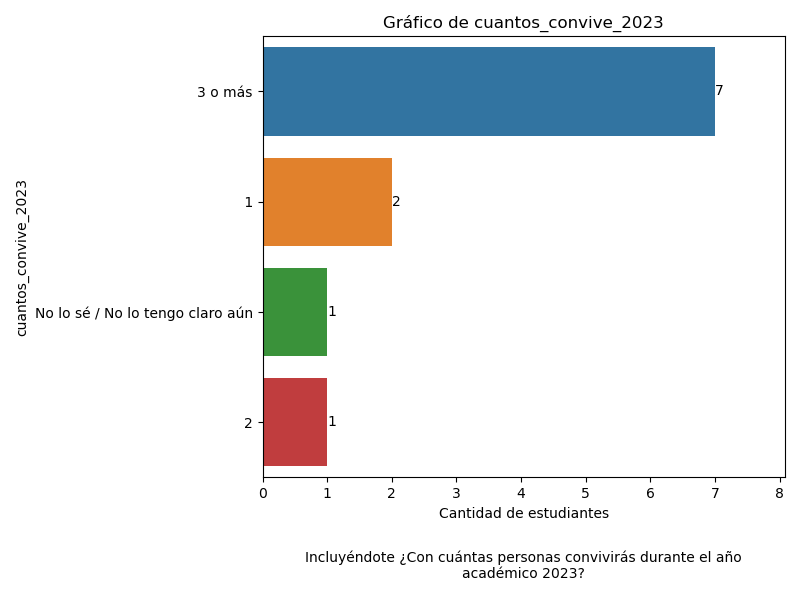 Gráfico de cuantos_convive_2023
cuantos_convive_2023
3 o más
7
1
2
No lo sé / No lo tengo claro aún
1
2
1
0 1 2 3 4 5 6 7 8
Cantidad de estudiantes
Incluyéndote ¿Con cuántas personas convivirás durante el año
académico 2023?